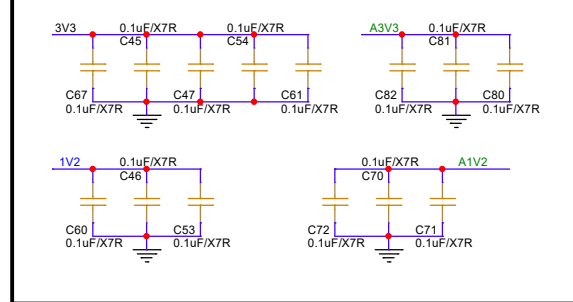 3V3 0.1uF/X7R 0.1uF/X7R
C45 C54
C67 C47 C61
0.1uF/X7R 0.1uF/X7R 0.1uF/X7R
A3V3 0.1uF/X7R
C81
C82 C80
0.1uF/X7R 0.1uF/X7R
1V2 0.1uF/X7R
C46
C60 C53
0.1uF/X7R 0.1uF/X7R
0.1uF/X7R A1V2
C70
C72 C71
0.1uF/X7R 0.1uF/X7R